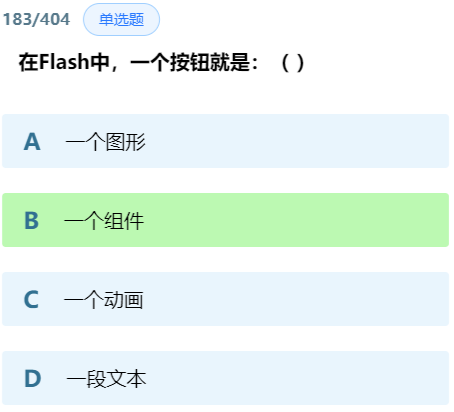 183/404 单选题
在Flash中，一个按钮就是：（ ）
A 一个图形
B 一个组件
C 一个动画
D 一段文本